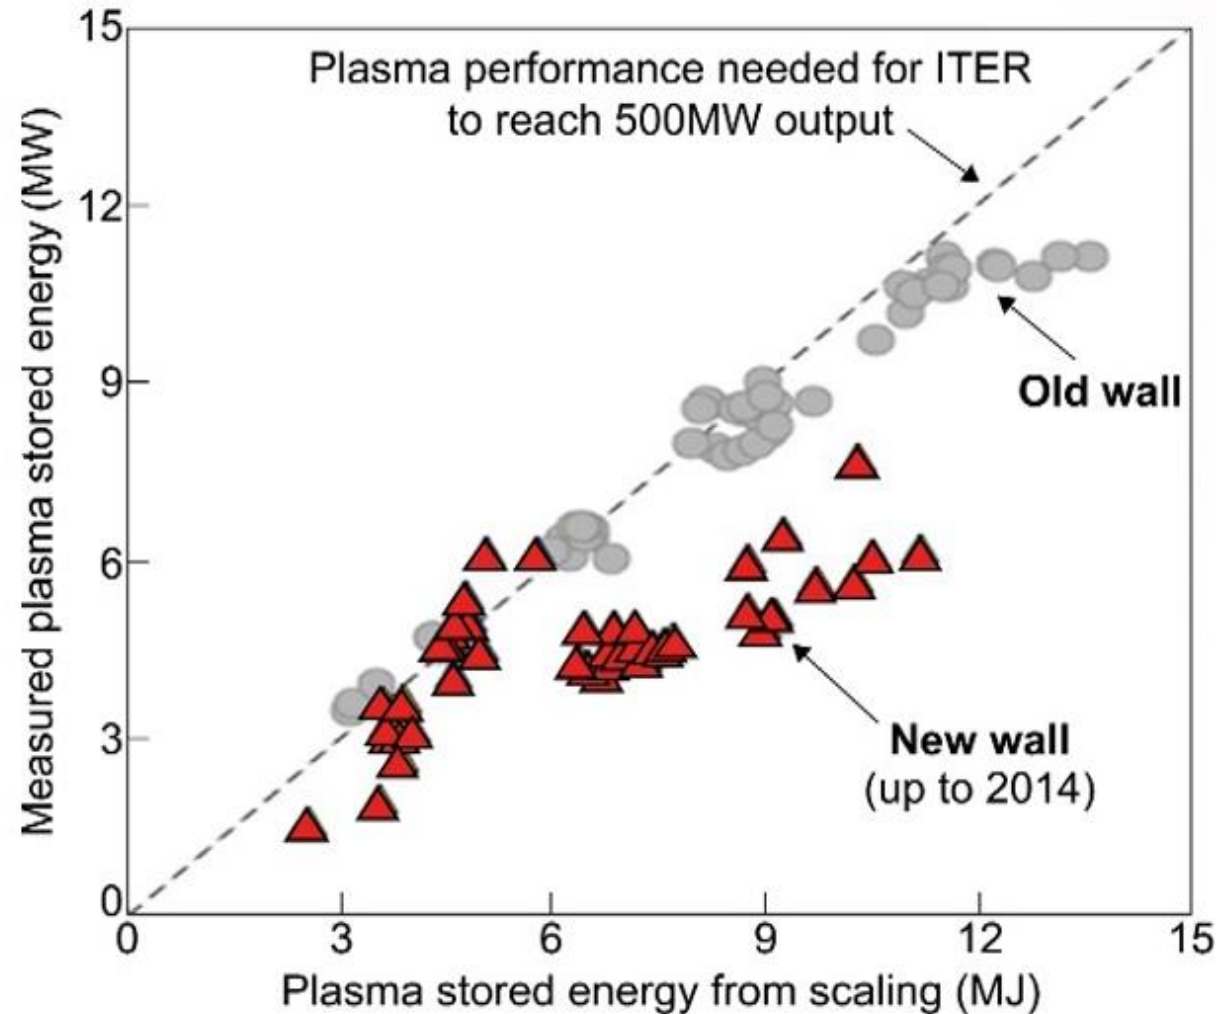 15
Plasma performance needed for ITER
to reach 500MW output
12
9
6
3
0
Measured plasma stored energy (MW)
Old wall
New wall
(up to 2014)
0 3 6 9 12 15
Plasma stored energy from scaling (MJ)